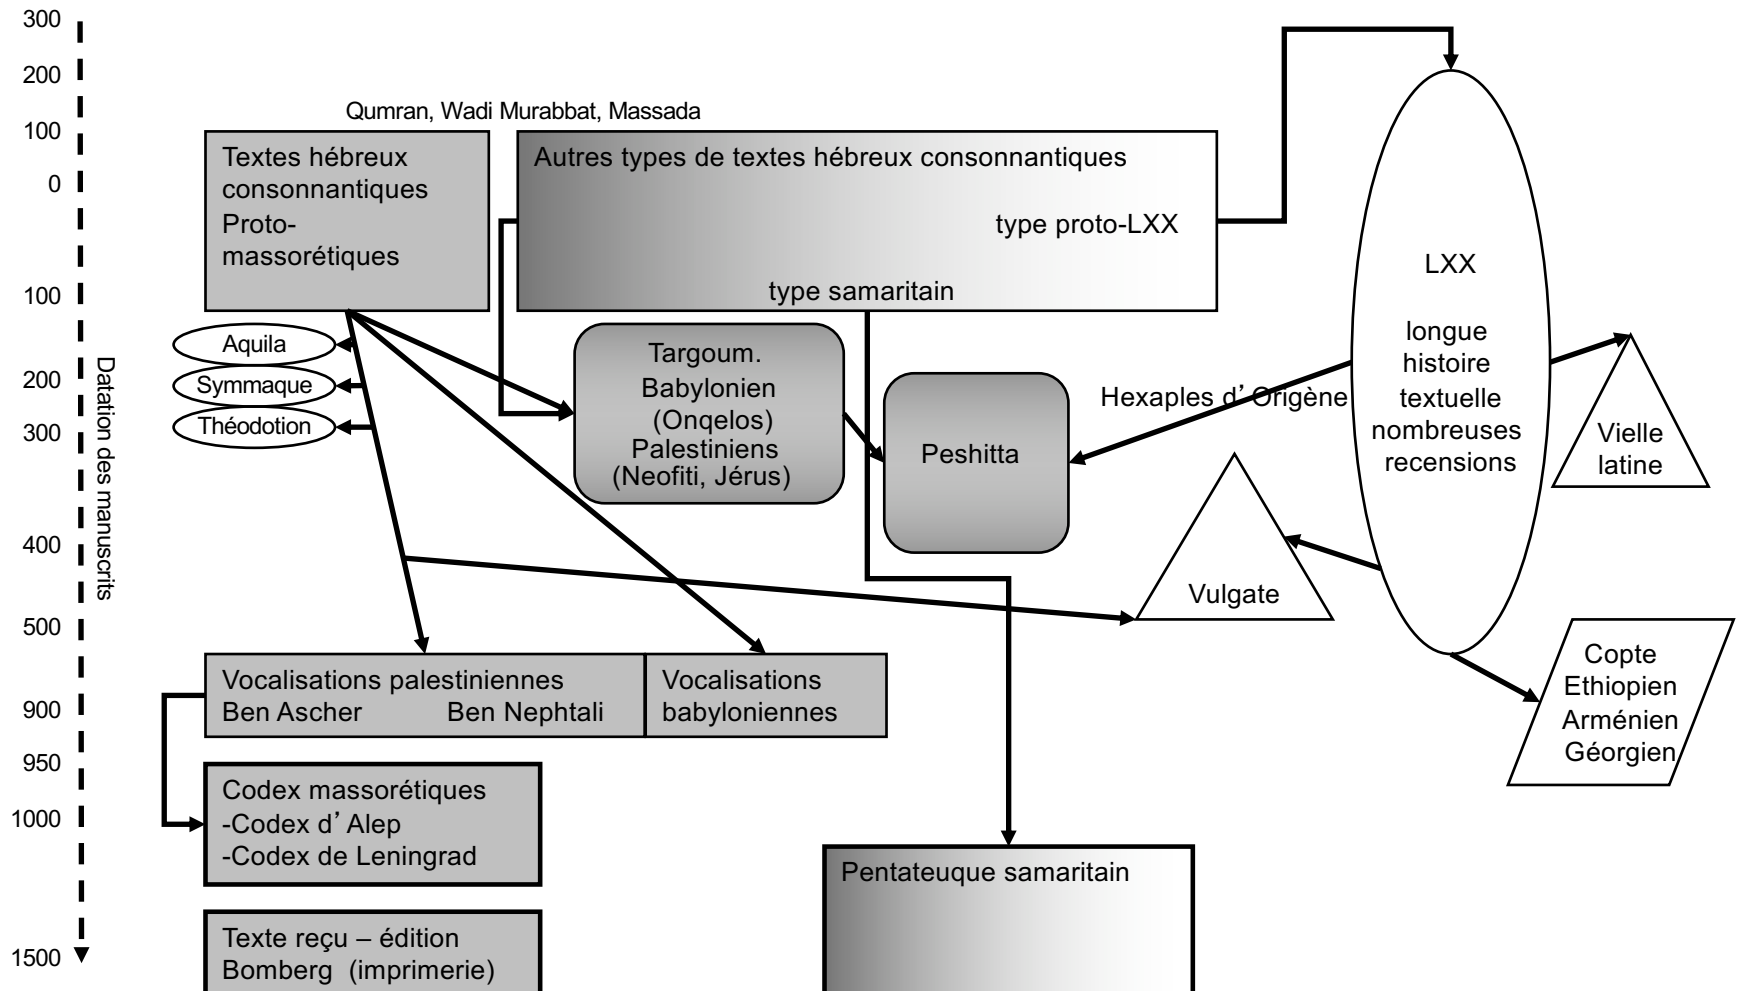 300
200
100
0
100
200
300
400
500
900
950
1000
1500
Datation des manuscrits
Qumran, Wadi Murabbat, Massada
Textes hébreux
consonnantiques
Proto-
massorétiques
Autres types de textes hébreux consonnantiques
type proto-LXX
type samaritain
Aquila
Symmaque
Théodotion
Targoum.
Babylonien
(Onqelos)
Palestiniens
(Neofiti, Jérus)
Peshitta
Hexaples d’Origène
LXX
longue
histoire
textuelle
nombreuses
recensions
Vielle
latine
Vulgate
Copte
Ethiopien
Arménien
Géorgien
Vocalisations palestiniennes
Ben Ascher Ben Nephtali
Vocalisations
babyloniennes
Codex massorétiques
-Codex d’Alep
-Codex de Leningrad
Pentateuque samaritain
Texte reçu – édition
Bomberg (imprimerie)